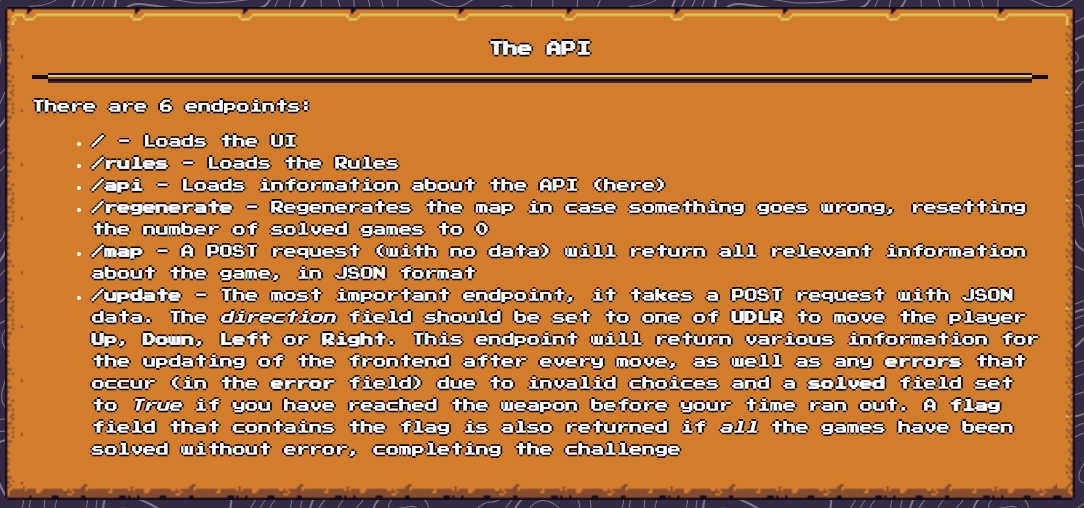 The API
There are 6 endpoints:
/ - Loads the UI
/rules - Loads the Rules
/api - Loads information about the API (here)
/regenerate - Regenerates the map in case something goes wrong, resetting
the number of solved games to 0
/map - A POST request (with no data) will return all relevant information
about the game, in JSON format
/update - The most important endpoint, it takes a POST request with JSON
data. The direction field should be set to one of UDLR to move the player
Up, Down, Left or Right. This endpoint will return various information for
the updating of the frontend after every move, as well as any errors that
occur (in the error field) due to invalid choices and a solved field set
to True if you have reached the weapon before your time ran out. A flag
field that contains the flag is also returned if all the games have been
solved without error, completing the challenge